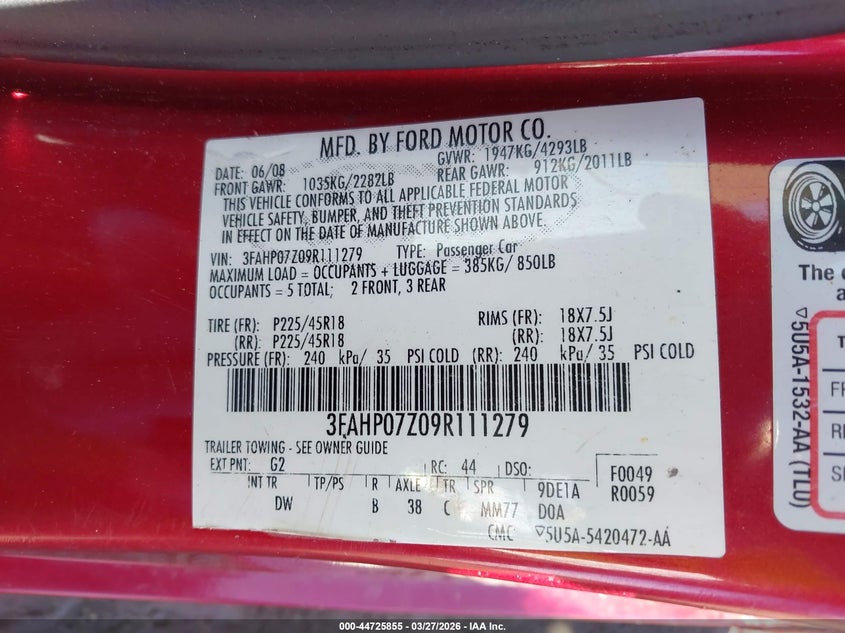 MFD. BY FORD MOTOR CO.
DATE: 06/08 GVWR: 1947KG/4293LB
FRONT GAWR: 1035KG/2282LB REAR GAWR: 912KG/2011LB
THIS VEHICLE CONFORMS TO ALL APPLICABLE FEDERAL MOTOR
VEHICLE SAFETY, BUMPER, AND THEFT PREVENTION STANDARDS
IN EFFECT ON THE DATE OF MANUFACTURE SHOWN ABOVE.
VIN: 3FAHP07Z09R111279 TYPE: Passenger Car
MAXIMUM LOAD = OCCUPANTS + LUGGAGE = 385KG/ 850LB
OCCUPANTS = 5 TOTAL; 2 FRONT, 3 REAR
TIRE (FR): P225/45R18 RIMS (FR): 18X7.5J
(RR): P225/45R18 (RR): 18X7.5J
PRESSURE (FR): 240 kPa/ 35 PSI COLD (RR): 240 kPa/ 35 PSI COLD
3FAHP07Z09R111279
TRAILER TOWING - SEE OWNER GUIDE
EXT PNT: G2 RC: 44 DSO: F0049
INT TR TP/PS R AXLE TR SPR 9DE1A R0059
DW B 38 C MM77 D0A
CMC: ▽5U5A-5420472-AA
The
▽5U5A-1532-AA (TLU)
000-44725855 | 03/27/2026 | IAA Inc.